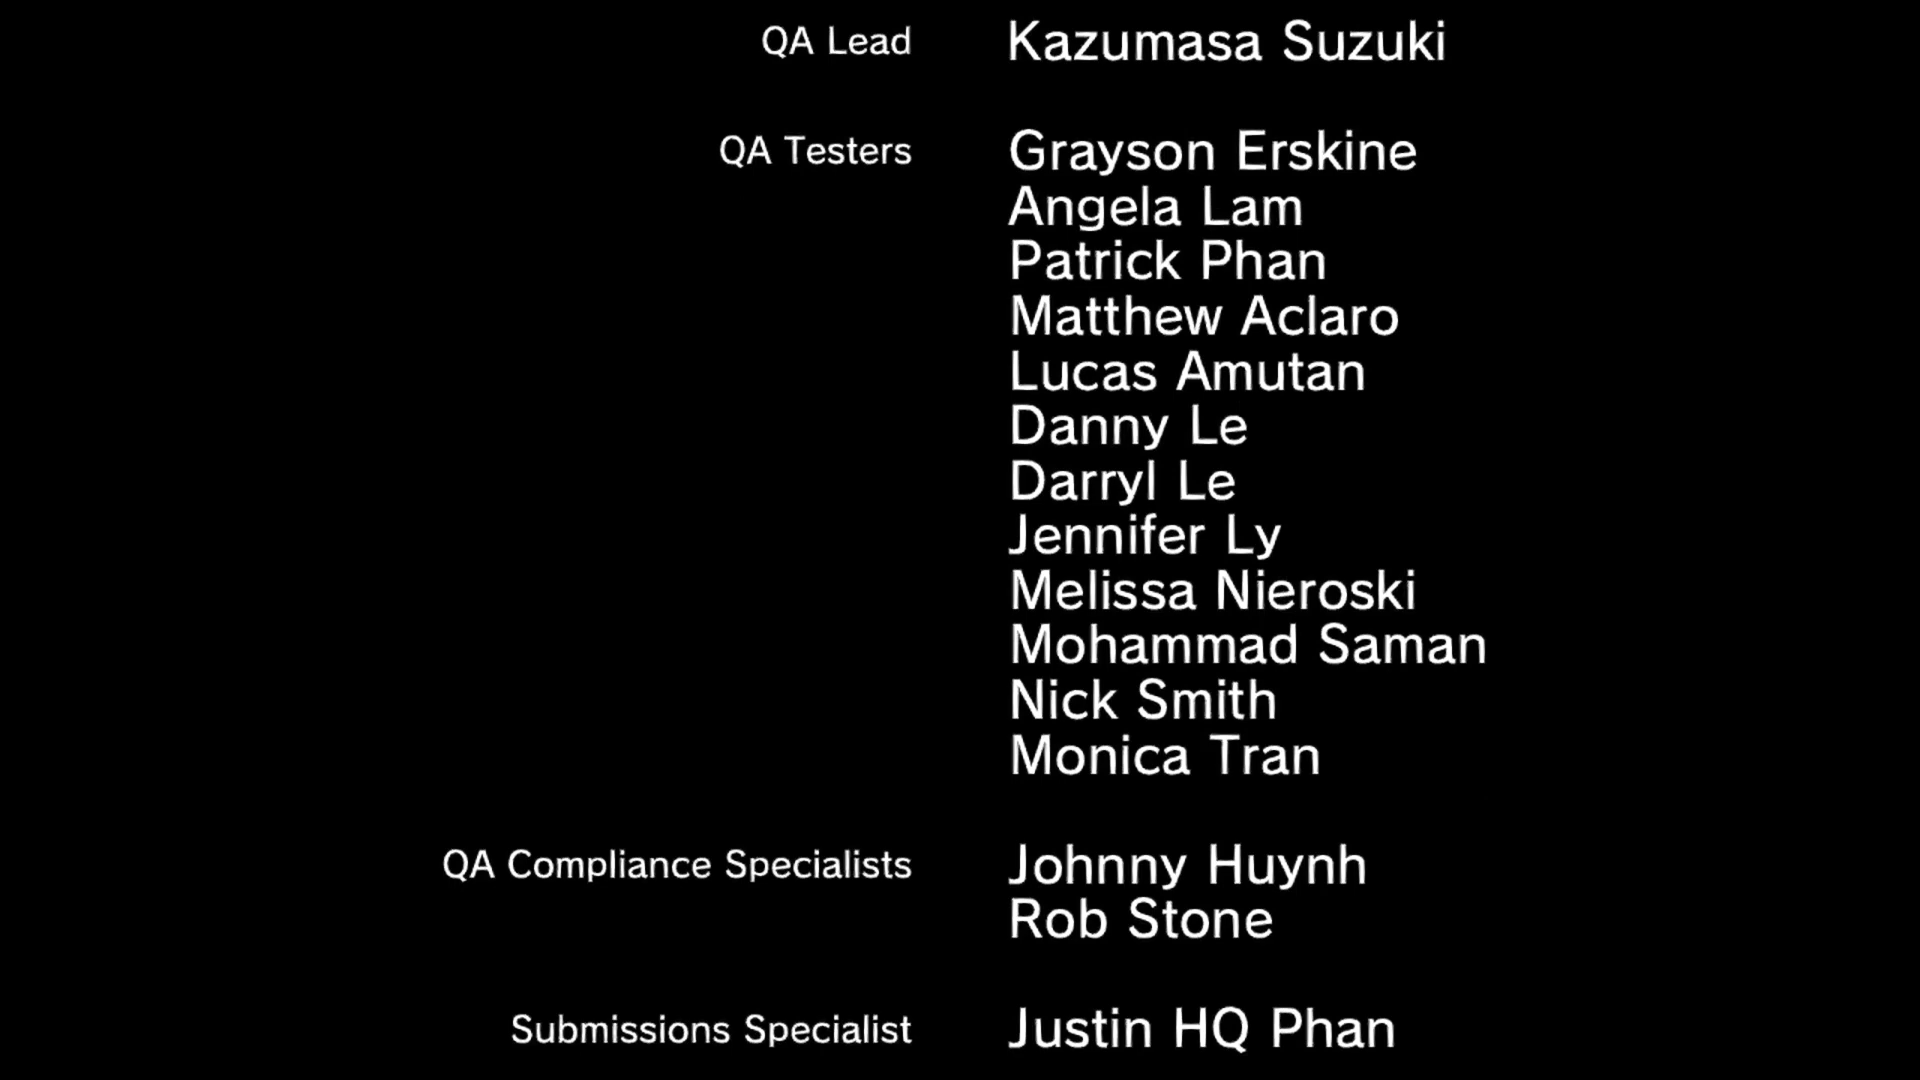 QA Lead Kazumasa Suzuki
QA Testers Grayson Erskine
Angela Lam
Patrick Phan
Matthew Aclaro
Lucas Amutan
Danny Le
Darryl Le
Jennifer Ly
Melissa Nieroski
Mohammad Saman
Nick Smith
Monica Tran
QA Compliance Specialists Johnny Huynh
Rob Stone
Submissions Specialist Justin HQ Phan